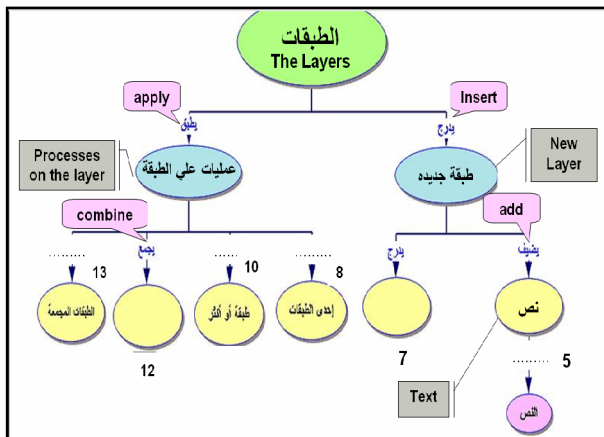 الطبقات
The Layers
apply
Insert
يطبق
يدرج
Processes
on the layer
عمليات علي الطبقة
طبقة جديده
New
Layer
combine
add
يجمع
يدرج
يضيف
.......... 13
....... 10
........ 8
الطبقات المجمعة
طبقة أو أكثر
إحدى الطبقات
نص
12
7
Text
.......... 5
النص